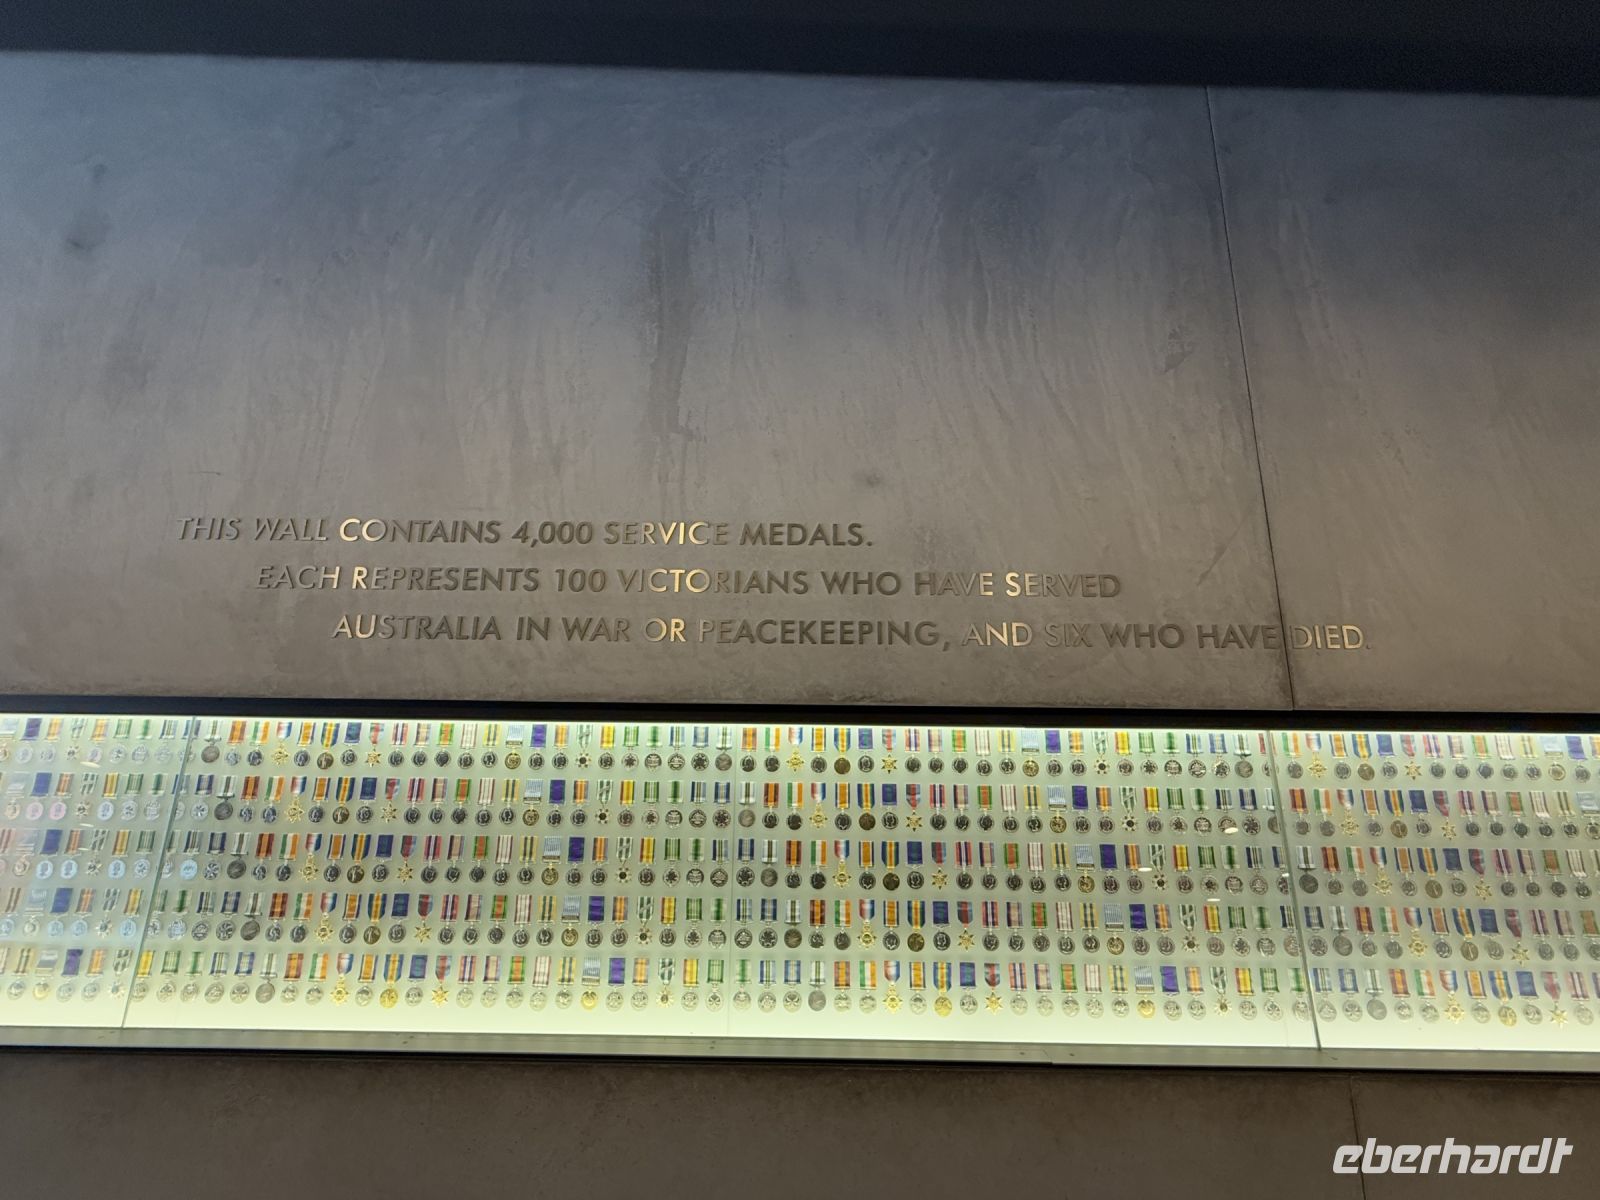 THIS WALL CONTAINS 4,000 SERVICE MEDALS.
EACH REPRESENTS 100 VICTORIANS WHO HAVE SERVED
AUSTRALIA IN WAR OR PEACEKEEPING, AND SIX WHO HAVE DIED.
eberhardt